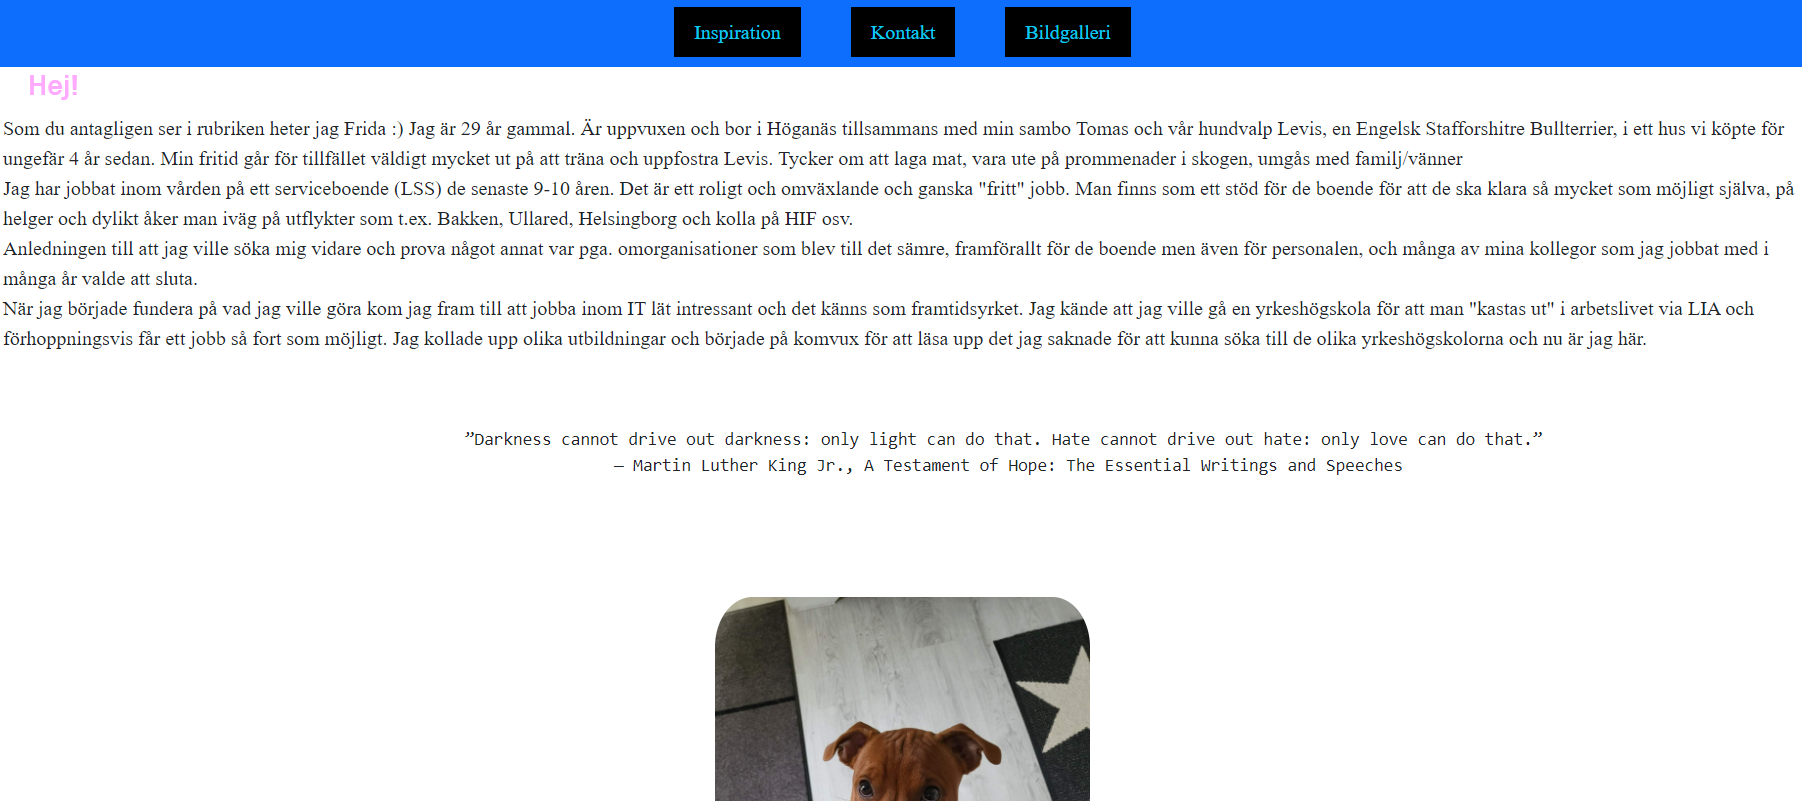 Inspiration
Kontakt
Bildgalleri
Hej!
Som du antagligen ser i rubriken heter jag Frida :) Jag är 29 år gammal. Är uppvuxen och bor i Höganäs tillsammans med min sambo Tomas och vår hundvalp Levis, en Engelsk Stafforshitre Bullterrier, i ett hus vi köpte för
ungefär 4 år sedan. Min fritid går för tillfället väldigt mycket ut på att träna och uppfostra Levis. Tycker om att laga mat, vara ute på prommenader i skogen, umgås med familj/vänner
Jag har jobbat inom vården på ett serviceboende (LSS) de senaste 9-10 åren. Det är ett roligt och omväxlande och ganska "fritt" jobb. Man finns som ett stöd för de boende för att de ska klara så mycket som möjligt själva, på
helger och dylikt åker man iväg på utflykter som t.ex. Bakken, Ullared, Helsingborg och kolla på HIF osv.
Anledningen till att jag ville söka mig vidare och prova något annat var pga. omorganisationer som blev till det sämre, framförallt för de boende men även för personalen, och många av mina kollegor som jag jobbat med i
många år valde att sluta.
När jag började fundera på vad jag ville göra kom jag fram till att jobba inom IT lät intressant och det känns som framtidsyrket. Jag kände att jag ville gå en yrkeshögskola för att man "kastas ut" i arbetslivet via LIA och
förhoppningsvis får ett jobb så fort som möjligt. Jag kollade upp olika utbildningar och började på komvux för att läsa upp det jag saknade för att kunna söka till de olika yrkeshögskolorna och nu är jag här.
”Darkness cannot drive out darkness: only light can do that. Hate cannot drive out hate: only love can do that.”
― Martin Luther King Jr., A Testament of Hope: The Essential Writings and Speeches